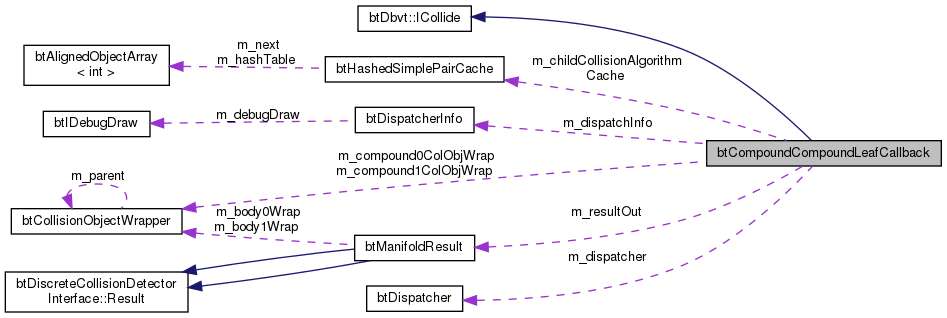 btDbvt::ICollide
btAlignedObjectArray
< int >
m_next
m_hashTable
btHashedSimplePairCache
m_childCollisionAlgorithm
Cache
btIDebugDraw
m_debugDraw
btDispatcherInfo
m_dispatchInfo
btCompoundCompoundLeafCallback
m_compound0ColObjWrap
m_compound1ColObjWrap
m_parent
btCollisionObjectWrapper
m_body0Wrap
m_body1Wrap
m_resultOut
btManifoldResult
m_dispatcher
btDiscreteCollisionDetector
Interface::Result
btDispatcher